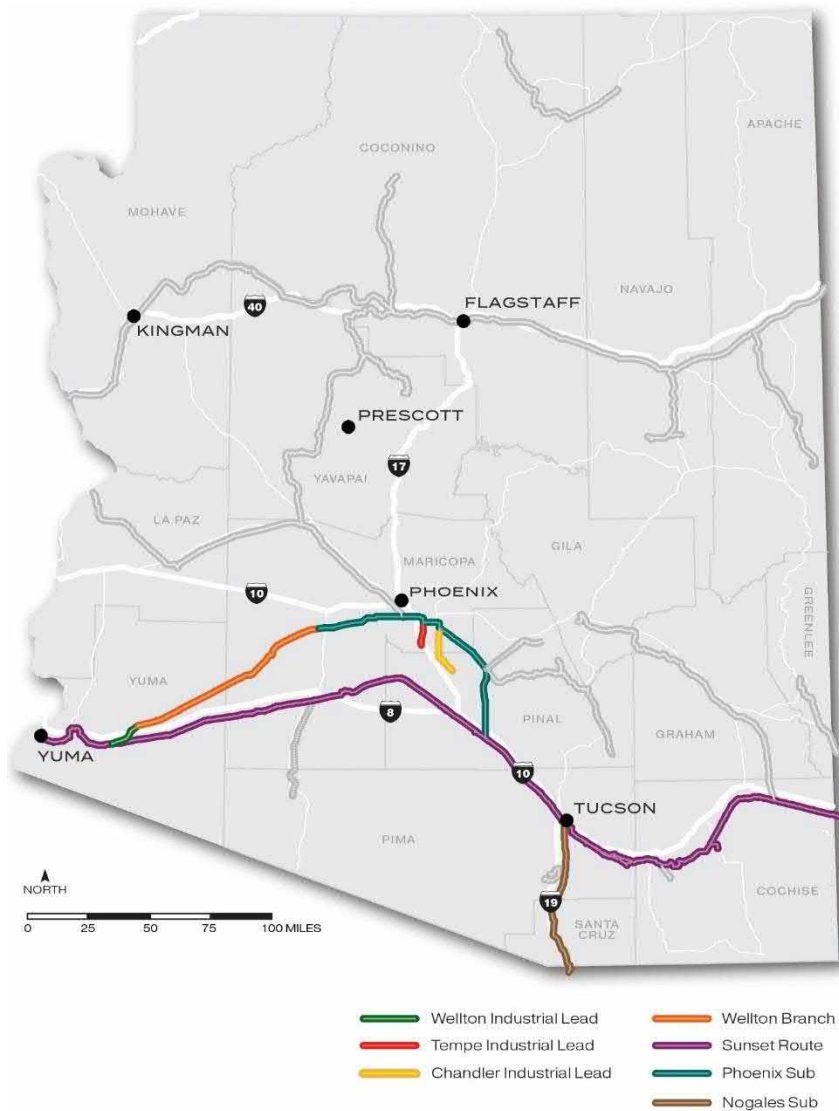 APACHE
COCONINO
MOHAVE
NAVAJO
40
FLAGSTAFF
KINGMAN
PRESCOTT
17
YAVAPAI
LA PAZ
GILA
MARICOPA
10
PHOENIX
GREENLEE
YUMA
8
PINAL
GRAHAM
YUMA
10
TUCSON
PIMA
NORTH
COCHISE
19
SANTA
CRUZ
0 25 50 75 100 MILES
Wellton Industrial Lead
Wellton Branch
Tempe Industrial Lead
Sunset Route
Chandler Industrial Lead
Phoenix Sub
Nogales Sub